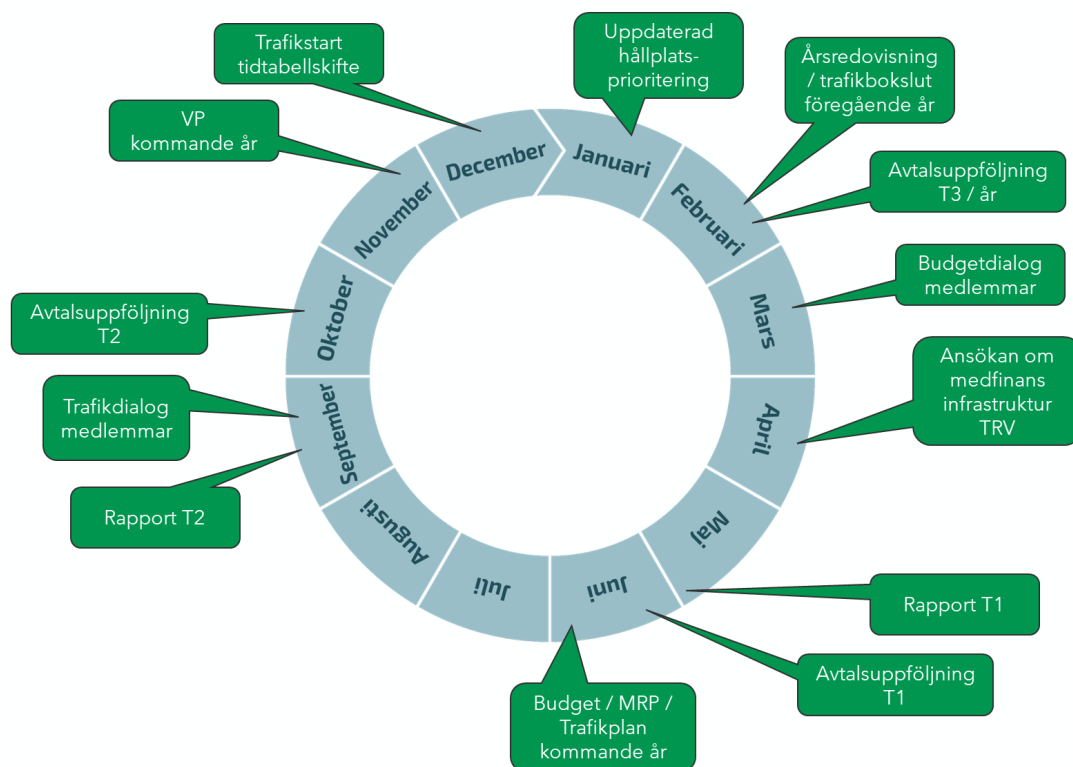 Trafikstart
tidtabellskifte
Uppdaterad
hållplats-
prioritering
Årsredovisning
/ trafikbokslut
föregående år
VP
kommande år
Avtalsuppföljning
T3 / år
Budgetdialog
medlemmar
Ansökan om
medfinans
infrastruktur
TRV
Rapport T1
Avtalsuppföljning
T1
Budget / MRP /
Trafikplan
kommande år
Rapport T2
Trafikdialog
medlemmar
Avtalsuppföljning
T2
Januari
Februari
Mars
April
Maj
Juni
Juli
Augusti
September
Oktober
November
December